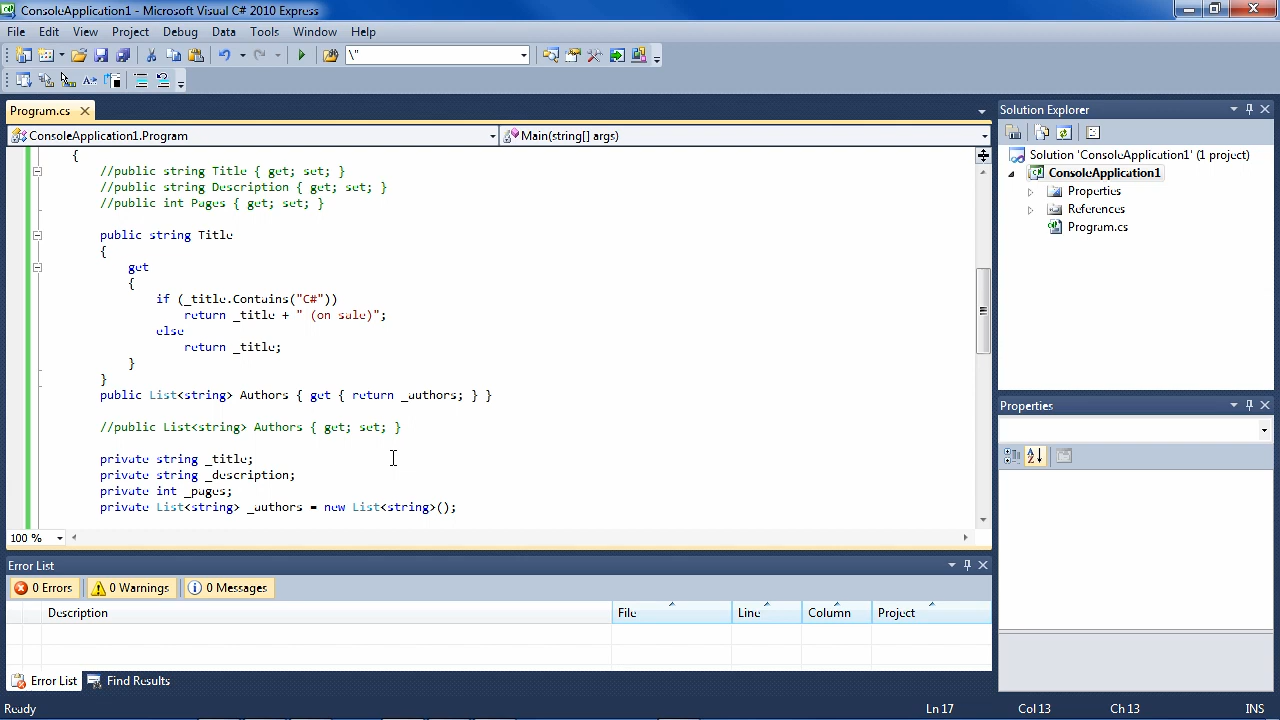 ConsoleApplication1 - Microsoft Visual C# 2010 Express
File Edit View Project Debug Data Tools Window Help
\"
Program.cs
ConsoleApplication1.Program
Main(string[] args)
{
//public string Title { get; set; }
//public string Description { get; set; }
//public int Pages { get; set; }
public string Title
{
get
{
if (_title.Contains("C#"))
return _title + " (on sale)";
else
return _title;
}
}
public List<string> Authors { get { return _authors; } }
//public List<string> Authors { get; set; }
private string _title;
private string _description;
private int _pages;
private List<string> _authors = new List<string>();
100 %
Solution Explorer
Solution 'ConsoleApplication1' (1 project)
ConsoleApplication1
Properties
References
Program.cs
Properties
Error List
0 Errors 0 Warnings 0 Messages
Description File Line Column Project
Error List Find Results
Ready Ln 17 Col 13 Ch 13 INS